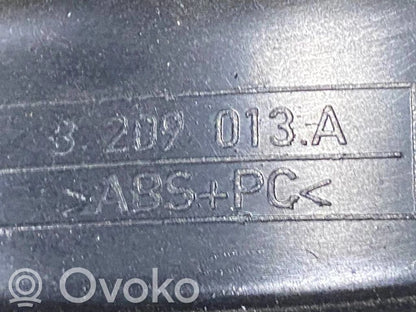 3.209 013.A
>ABS+PC<
Ovoko